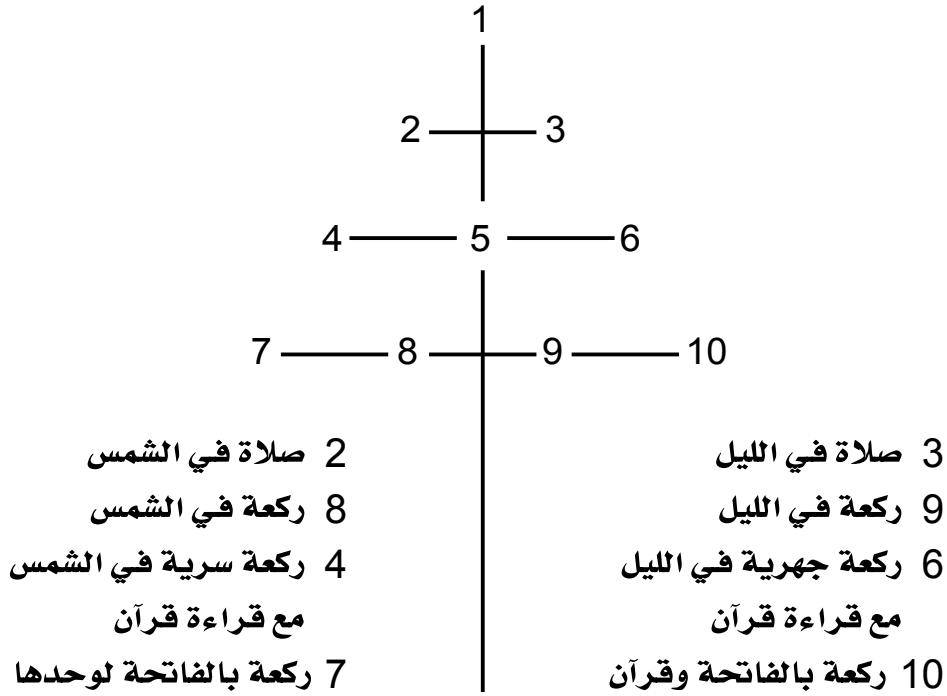 1
2 3
4 5 6
7 8 9 10
3 صلاة في الليل
9 ركعة في الليل
6 ركعة جهرية في الليل
مع قراءة قرآن
10 ركعة بالفاتحة وقرآن
2 صلاة في الشمس
8 ركعة في الشمس
4 ركعة سرية في الشمس
مع قراءة قرآن
7 ركعة بالفاتحة لوحدها